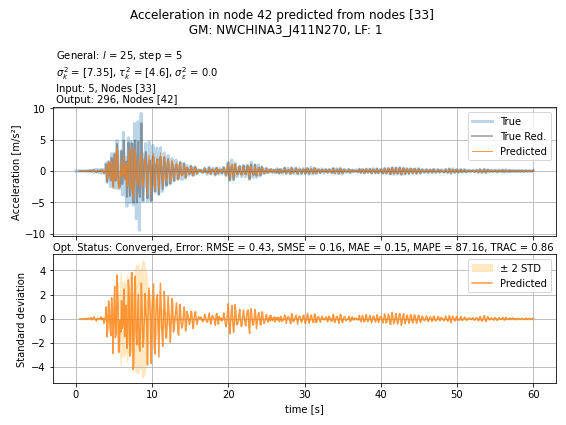 Acceleration in node 42 predicted from nodes [33]
GM: NWCHINA3_J411N270, LF: 1
General: l = 25, step = 5
σ²ₖ = [7.35], τ²ₖ = [4.6], σ²ε = 0.0
Input: 5, Nodes [33]
Output: 296, Nodes [42]
10
5
0
−5
−10
Acceleration [m/s²]
True
True Red.
Predicted
Opt. Status: Converged, Error: RMSE = 0.43, SMSE = 0.16, MAE = 0.15, MAPE = 87.16, TRAC = 0.86
4
2
0
−2
−4
Standard deviation
± 2 STD
Predicted
0 10 20 30 40 50 60
time [s]